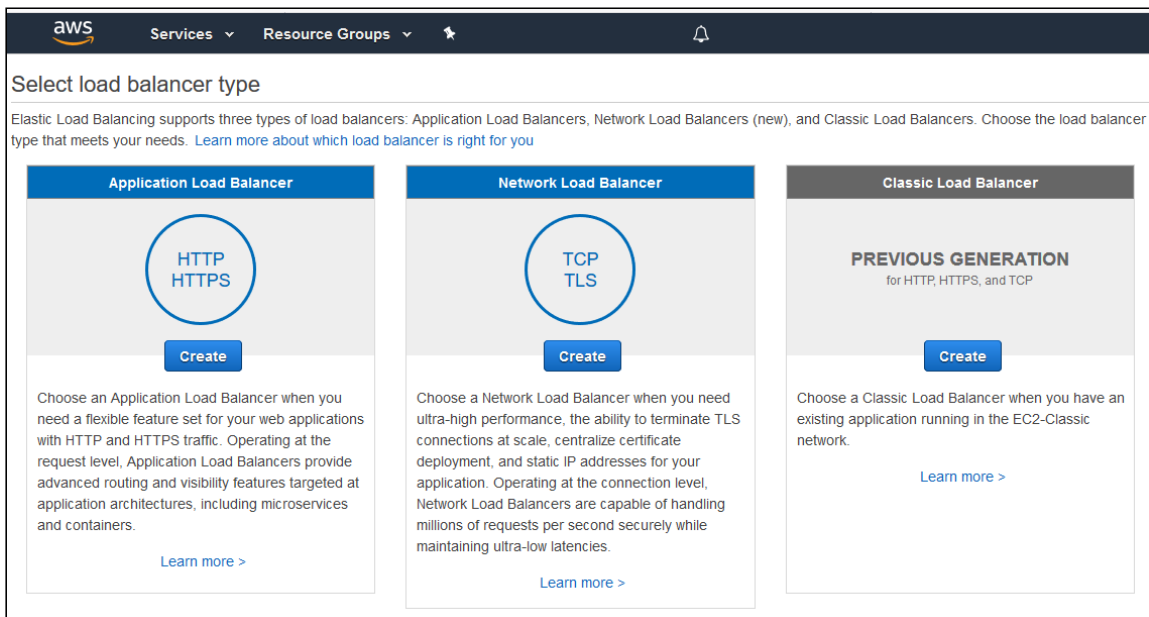 aws Services Resource Groups
Select load balancer type
Elastic Load Balancing supports three types of load balancers: Application Load Balancers, Network Load Balancers (new), and Classic Load Balancers. Choose the load balancer
type that meets your needs. Learn more about which load balancer is right for you
Application Load Balancer
HTTP
HTTPS
Create
Choose an Application Load Balancer when you
need a flexible feature set for your web applications
with HTTP and HTTPS traffic. Operating at the
request level, Application Load Balancers provide
advanced routing and visibility features targeted at
application architectures, including microservices
and containers.
Learn more >
Network Load Balancer
TCP
TLS
Create
Choose a Network Load Balancer when you need
ultra-high performance, the ability to terminate TLS
connections at scale, centralize certificate
deployment, and static IP addresses for your
application. Operating at the connection level,
Network Load Balancers are capable of handling
millions of requests per second securely while
maintaining ultra-low latencies.
Learn more >
Classic Load Balancer
PREVIOUS GENERATION
for HTTP, HTTPS, and TCP
Create
Choose a Classic Load Balancer when you have an
existing application running in the EC2-Classic
network.
Learn more >